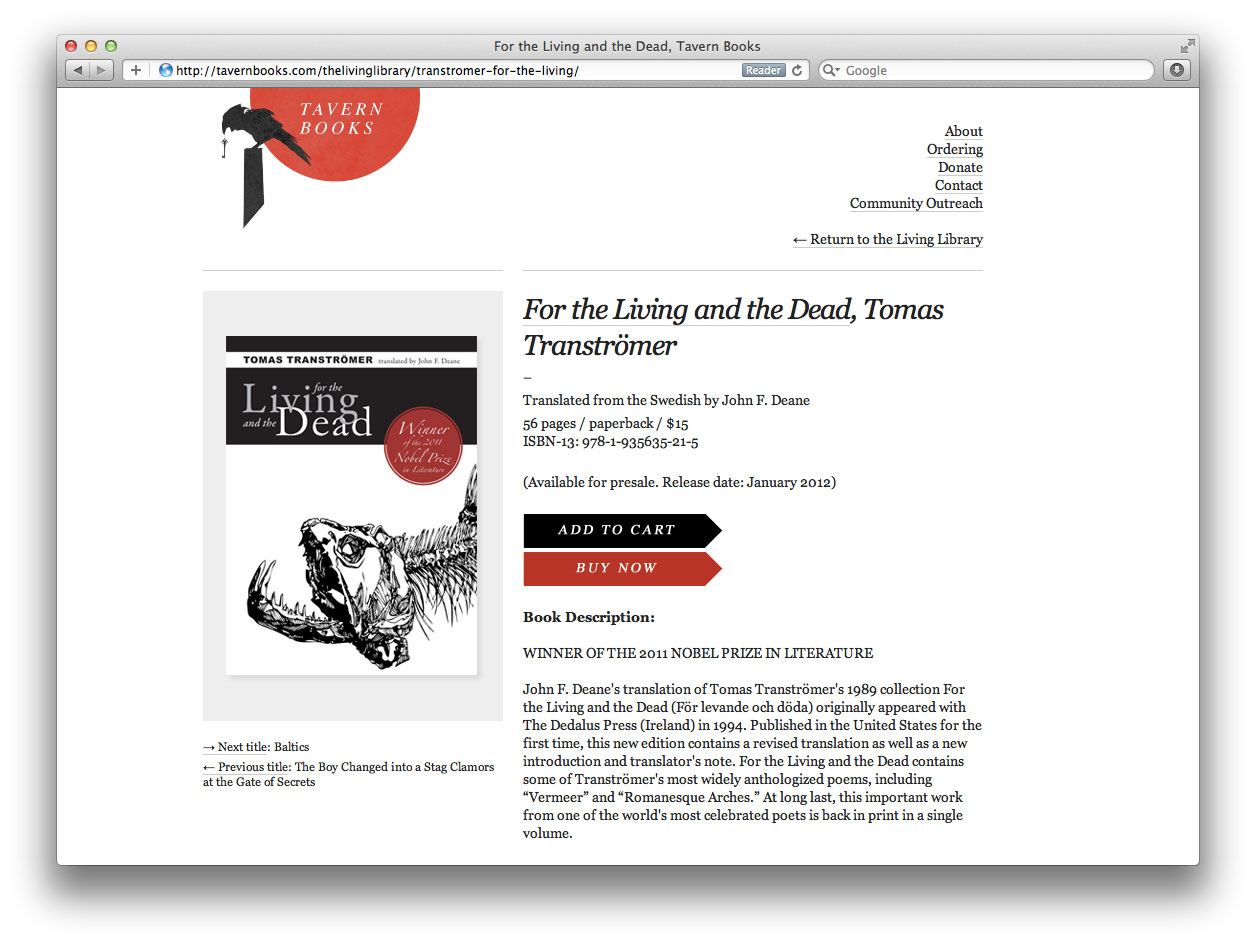 For the Living and the Dead, Tavern Books
http://tavernbooks.com/thelivinglibrary/transtromer-for-the-living/
Reader
Google
TAVERN
BOOKS
About
Ordering
Donate
Contact
Community Outreach
← Return to the Living Library
TOMAS TRANSTRÖMER translated by John F. Deane
for the
Living
and the Dead
Winner
of the 2011
Nobel Prize
in Literature
→ Next title: Baltics
← Previous title: The Boy Changed into a Stag Clamors
at the Gate of Secrets
For the Living and the Dead, Tomas
Tranströmer
–
Translated from the Swedish by John F. Deane
56 pages / paperback / $15
ISBN-13: 978-1-935635-21-5
(Available for presale. Release date: January 2012)
ADD TO CART
BUY NOW
Book Description:
WINNER OF THE 2011 NOBEL PRIZE IN LITERATURE
John F. Deane's translation of Tomas Tranströmer's 1989 collection For
the Living and the Dead (För levande och döda) originally appeared with
The Dedalus Press (Ireland) in 1994. Published in the United States for the
first time, this new edition contains a revised translation as well as a new
introduction and translator's note. For the Living and the Dead contains
some of Tranströmer's most widely anthologized poems, including
“Vermeer” and “Romanesque Arches.” At long last, this important work
from one of the world's most celebrated poets is back in print in a single
volume.